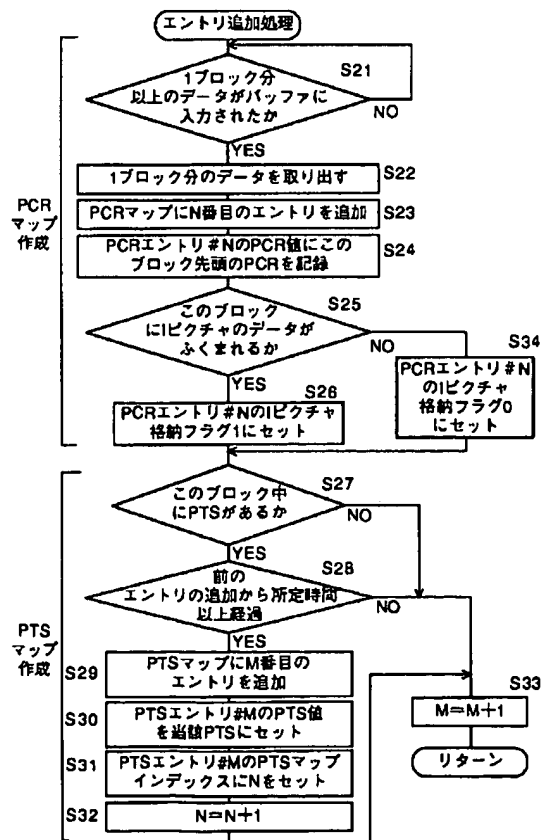 エントリ追加処理
S21
1ブロック分
以上のデータがバッファに
入力されたか
NO
YES
1ブロック分のデータを取り出す
S22
PCRマップにN番目のエントリを追加
S23
PCRエントリ#NのPCR値にこの
ブロック先頭のPCRを記録
S24
PCR
マップ
作成
S25
このブロック
にIピクチャのデータが
ふくまれるか
NO
YES
S34
PCRエントリ#N
のIピクチャ
格納フラグ0
にセット
S26
PCRエントリ#NのIピクチャ
格納フラグ1にセット
S27
このブロック中
にPTSがあるか
NO
YES
S28
前の
エントリの追加から所定時間
以上経過
NO
YES
PTS
マップ
作成
S29
PTSマップにM番目の
エントリを追加
S30
PTSエントリ#MのPTS値
を当該PTSにセット
S31
PTSエントリ#MのPTSマップ
インデックスにNをセット
S32
N=N+1
S33
M=M+1
リターン